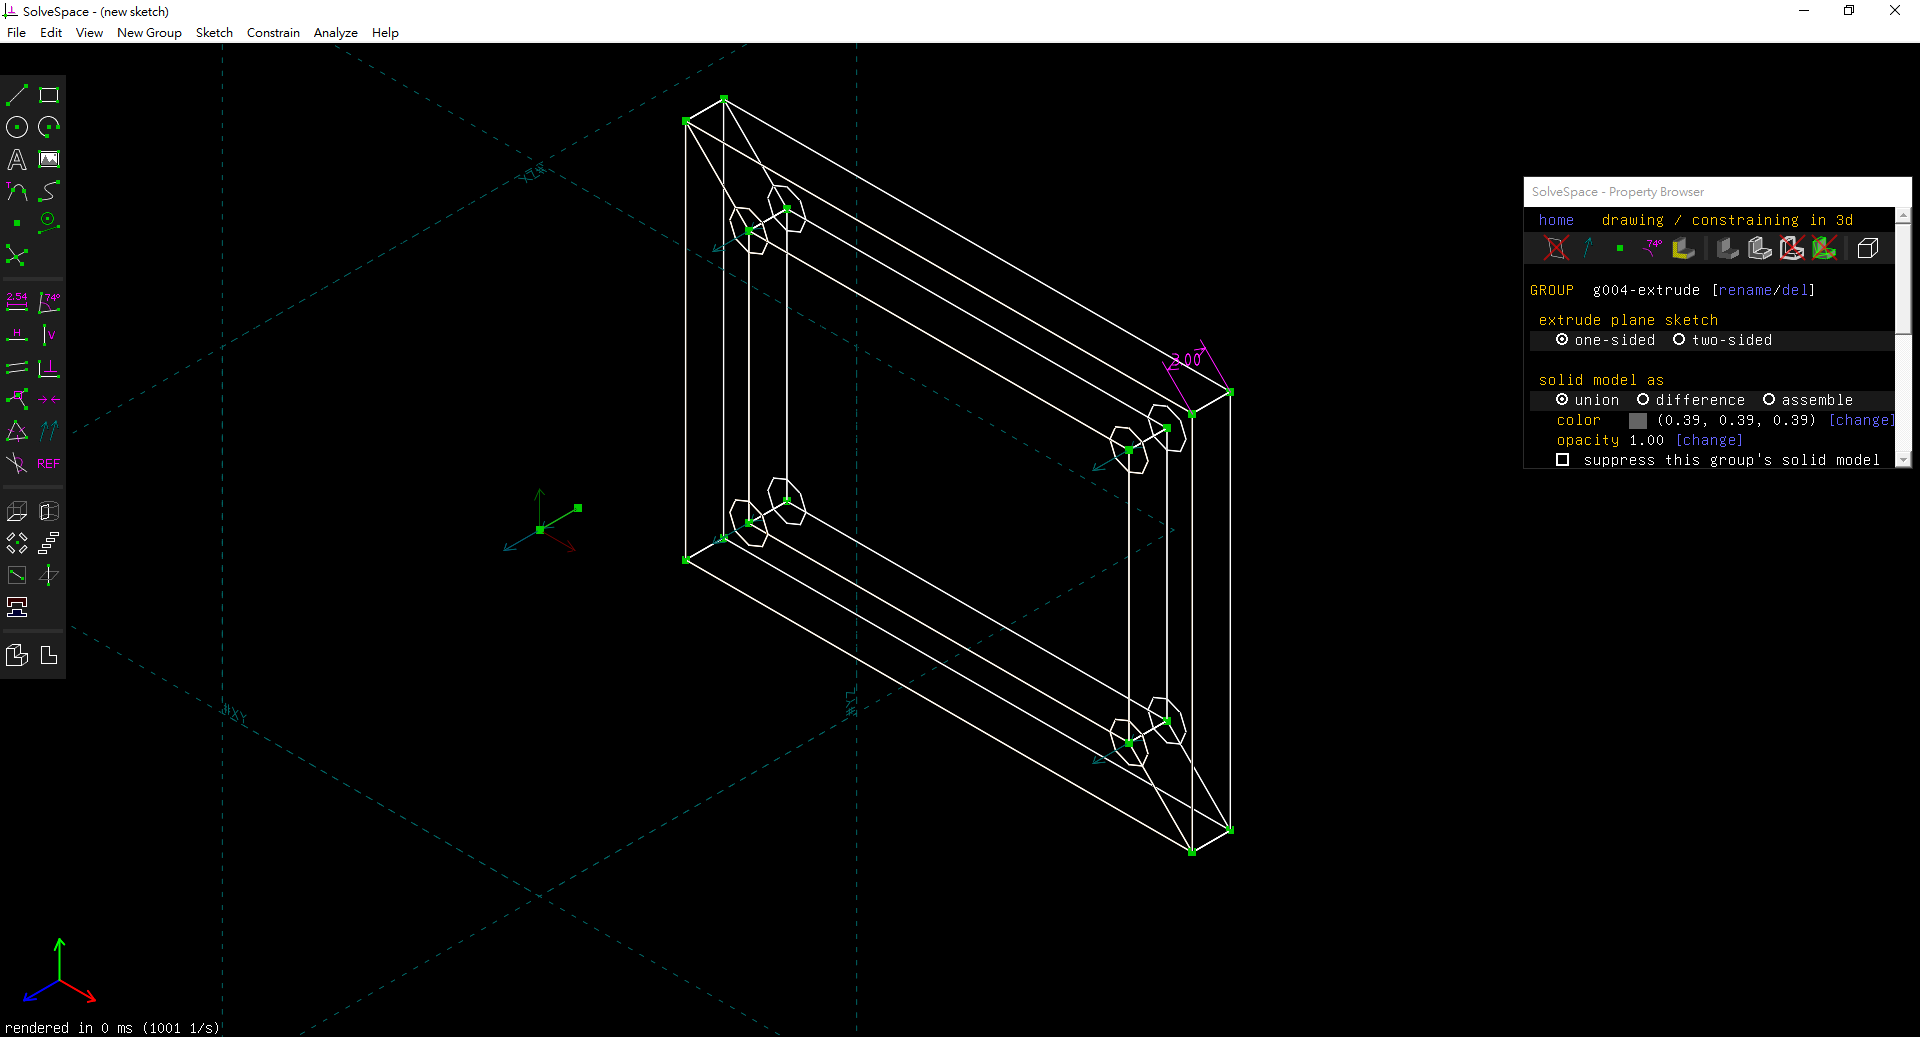 SolveSpace - (new sketch)
File Edit View New Group Sketch Constrain Analyze Help
#XZ
3.00
#YZ
#XY
2.54
74°
H
V
REF
SolveSpace - Property Browser
home drawing / constraining in 3d
74°
GROUP g004-extrude [rename/del]
extrude plane sketch
one-sided two-sided
solid model as
union difference assemble
color (0.39, 0.39, 0.39) [change]
opacity 1.00 [change]
suppress this group's solid model
rendered in 0 ms (1001 1/s)